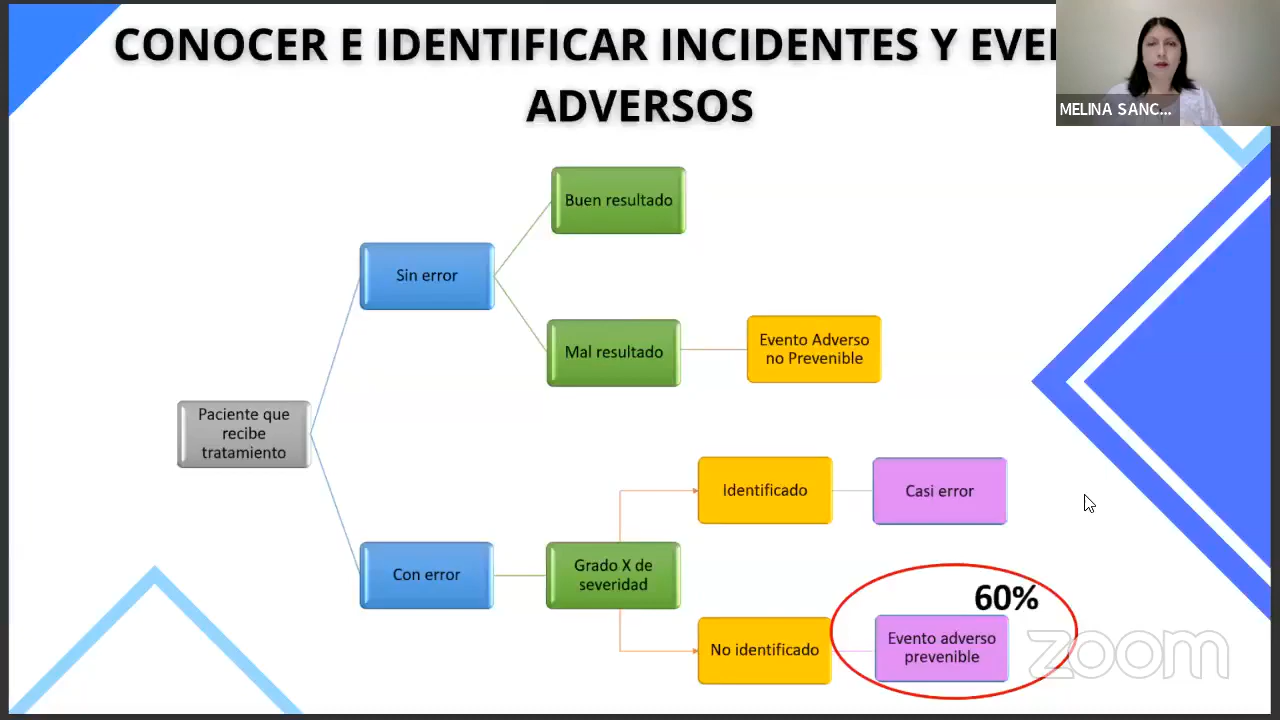 CONOCER E IDENTIFICAR INCIDENTES Y EVE
ADVERSOS
MELINA SANC...
Buen resultado
Sin error
Mal resultado
Evento Adverso
no Prevenible
Paciente que
recibe
tratamiento
Identificado
Casi error
Con error
Grado X de
severidad
60%
No identificado
Evento adverso
prevenible
zoom